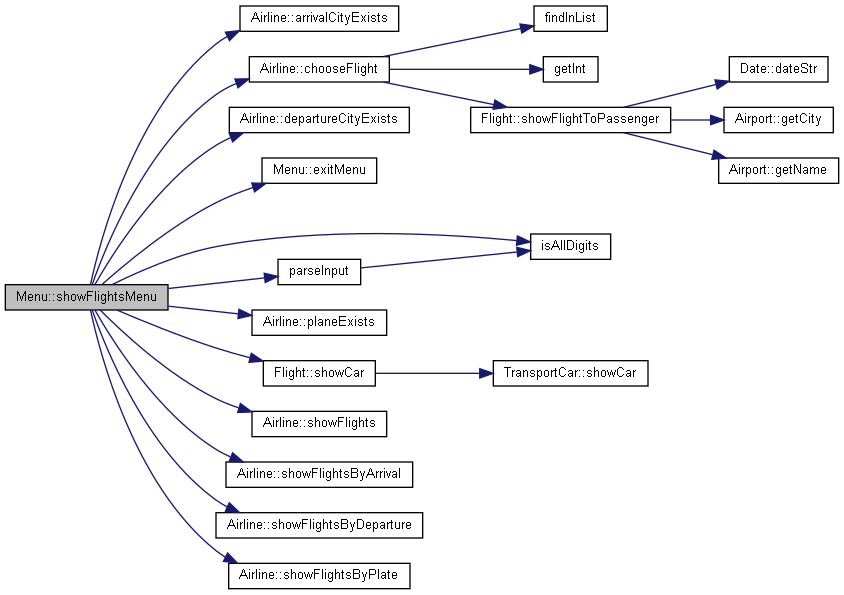 Airline::arrivalCityExists
findInList
Airline::chooseFlight
getInt
Date::dateStr
Airline::departureCityExists
Flight::showFlightToPassenger
Airport::getCity
Menu::exitMenu
Airport::getName
isAllDigits
parseInput
Menu::showFlightsMenu
Airline::planeExists
Flight::showCar
TransportCar::showCar
Airline::showFlights
Airline::showFlightsByArrival
Airline::showFlightsByDeparture
Airline::showFlightsByPlate